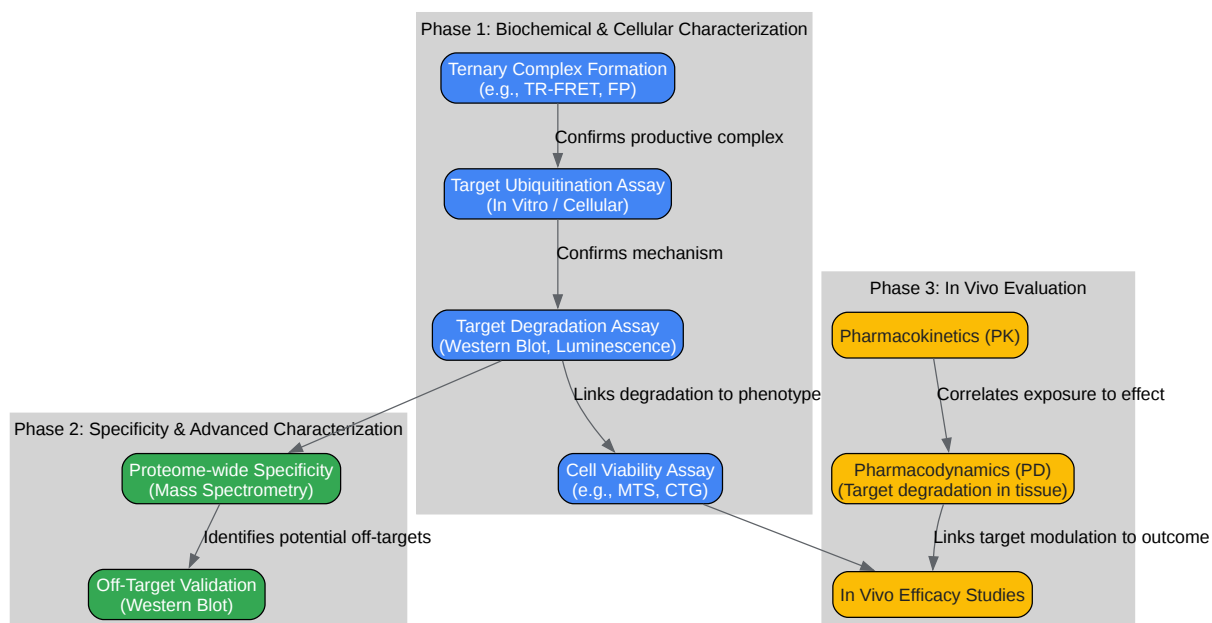 Phase 1: Biochemical & Cellular Characterization
Ternary Complex Formation
(e.g., TR-FRET, FP)
Confirms productive complex
Target Ubiquitination Assay
(In Vitro / Cellular)
Confirms mechanism
Target Degradation Assay
(Western Blot, Luminescence)
Links degradation to phenotype
Cell Viability Assay
(e.g., MTS, CTG)
Phase 2: Specificity & Advanced Characterization
Proteome-wide Specificity
(Mass Spectrometry)
Identifies potential off-targets
Off-Target Validation
(Western Blot)
Phase 3: In Vivo Evaluation
Pharmacokinetics (PK)
Correlates exposure to effect
Pharmacodynamics (PD)
(Target degradation in tissue)
Links target modulation to outcome
In Vivo Efficacy Studies